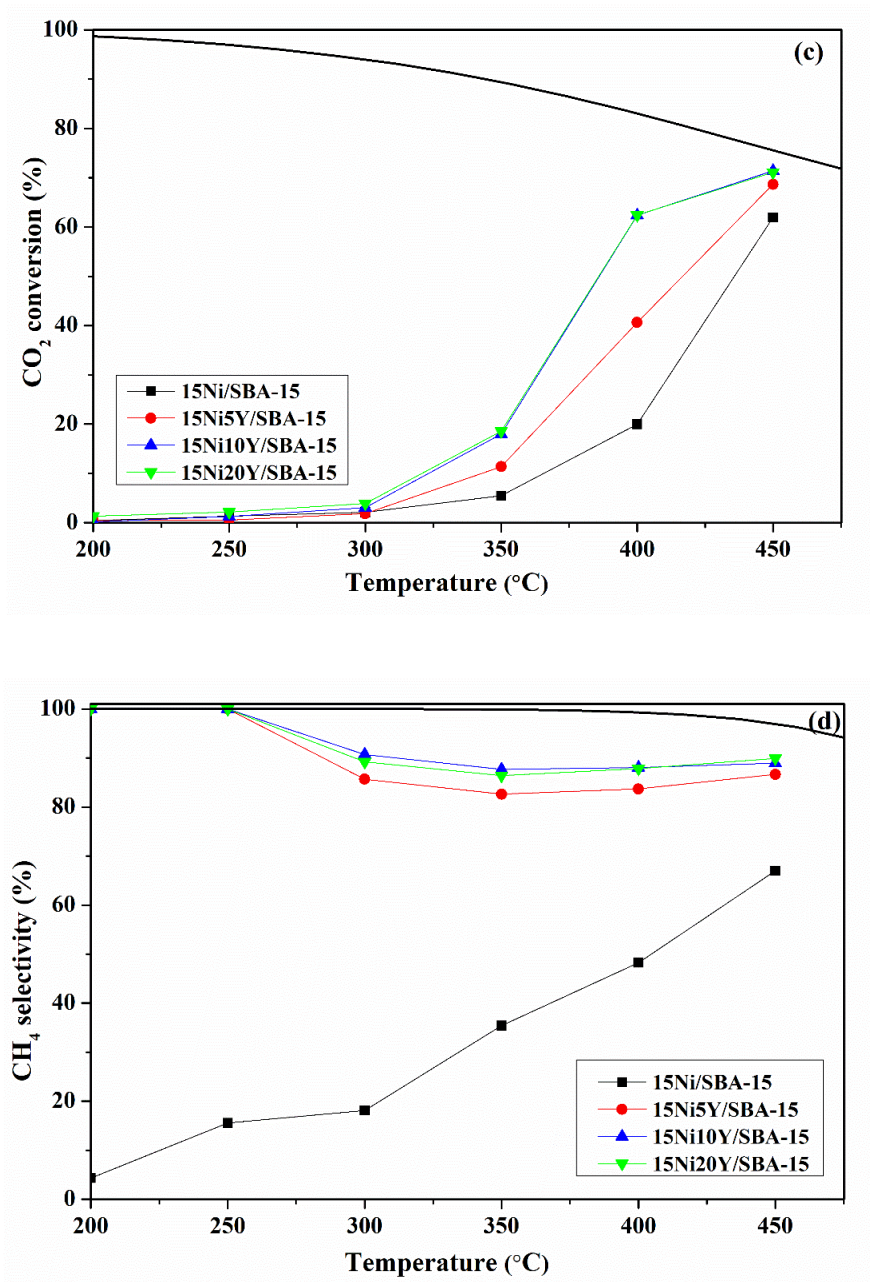 (c)
100
80
60
40
20
0
CO₂ conversion (%)
15Ni/SBA-15
15Ni5Y/SBA-15
15Ni10Y/SBA-15
15Ni20Y/SBA-15
200 250 300 350 400 450
Temperature (°C)
(d)
100
80
60
40
20
0
CH₄ selectivity (%)
15Ni/SBA-15
15Ni5Y/SBA-15
15Ni10Y/SBA-15
15Ni20Y/SBA-15
200 250 300 350 400 450
Temperature (°C)